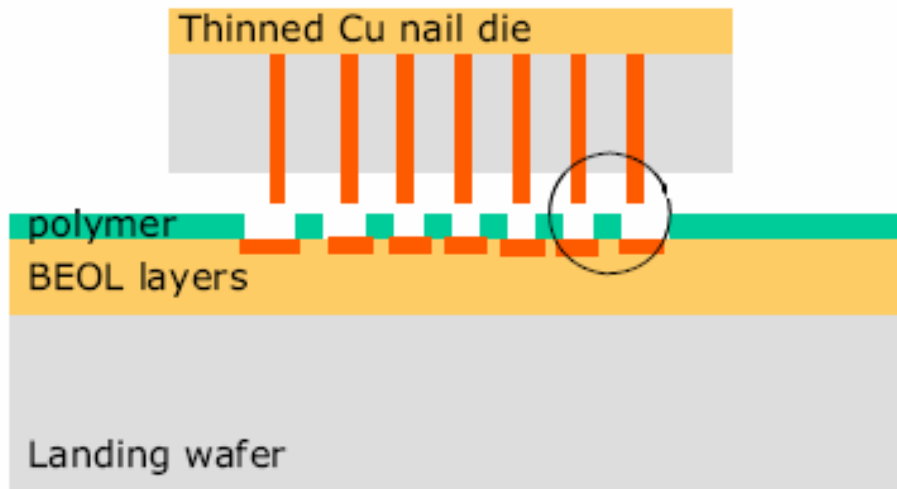 Thinned Cu nail die
polymer
BEOL layers
Landing wafer